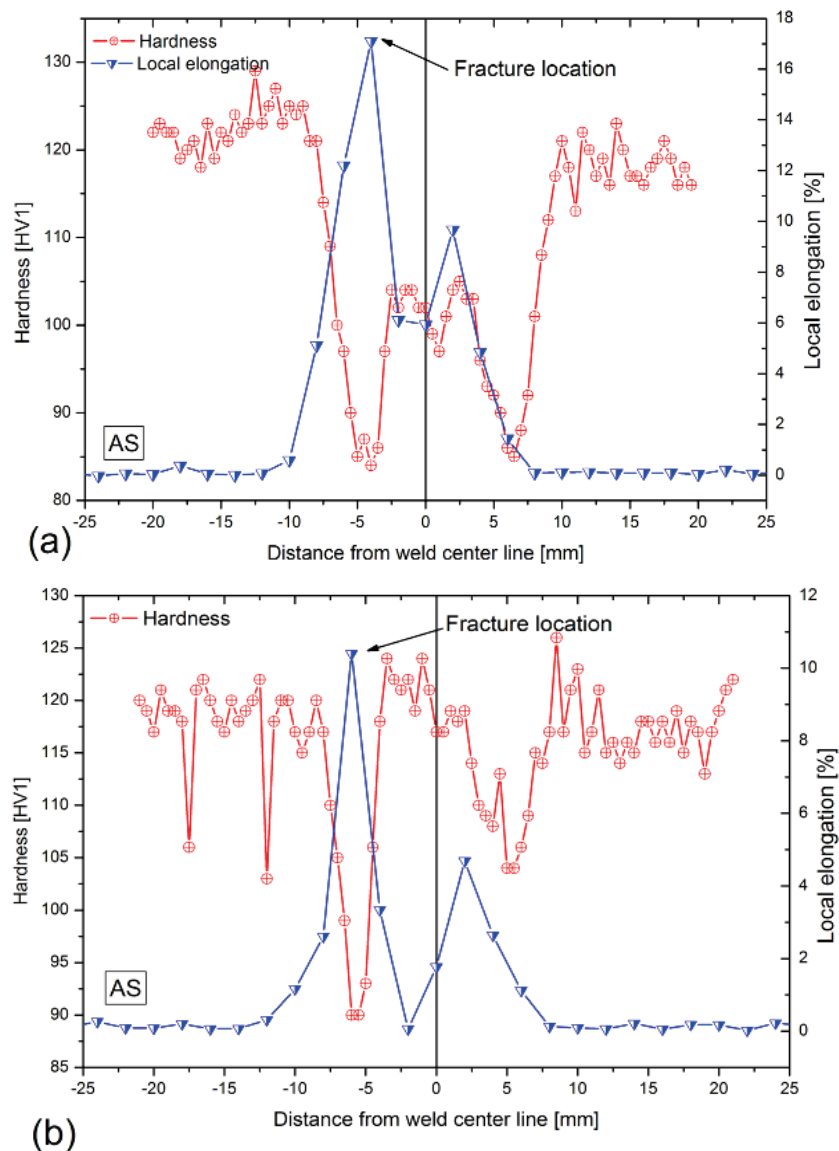 135
130
120
110
100
90
80
Hardness [HV1]
Hardness
Local elongation
Fracture location
AS
18
16
14
12
10
8
6
4
2
0
Local elongation [%]
-25 -20 -15 -10 -5 0 5 10 15 20 25
Distance from weld center line [mm]
(a)
130
125
120
115
110
105
100
95
90
85
Hardness [HV1]
Hardness
Fracture location
AS
12
10
8
6
4
2
0
Local elongation [%]
-25 -20 -15 -10 -5 0 5 10 15 20 25
Distance from weld center line [mm]
(b)